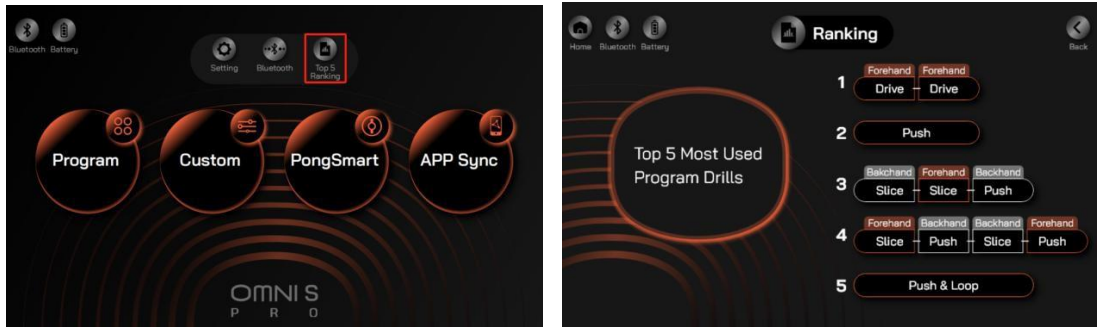 Bluetooth Battery
Setting Bluetooth Top 5
Ranking
Program Custom PongSmart APP Sync
OMNI S
PRO
Home Bluetooth Battery
Ranking
Back
Top 5 Most Used
Program Drills
1
Forehand Forehand
Drive - Drive
2 Push
3
Bakchand Forehand Backhand
Slice - Slice - Push
4
Forehand Backhand Backhand Forehand
Slice - Push - Slice - Push
5 Push & Loop